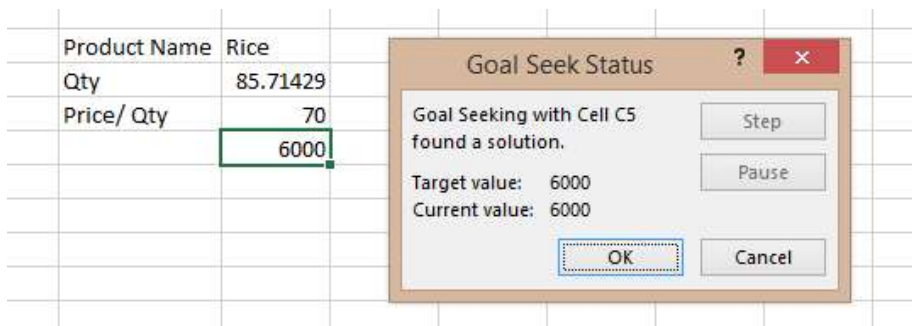 Product Name Rice
Qty 85.71429
Price/ Qty 70
6000
Goal Seek Status
? ×
Goal Seeking with Cell C5
found a solution.
Step
Pause
Target value: 6000
Current value: 6000
OK
Cancel